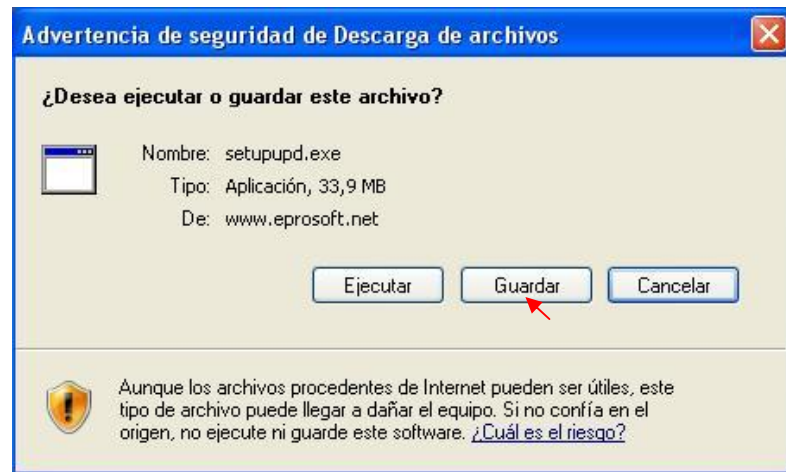 Advertencia de seguridad de Descarga de archivos
¿Desea ejecutar o guardar este archivo?
Nombre: setupupd.exe
Tipo: Aplicación, 33,9 MB
De: www.eprosoft.net
Ejecutar Guardar Cancelar
Aunque los archivos procedentes de Internet pueden ser útiles, este
tipo de archivo puede llegar a dañar el equipo. Si no confía en el
origen, no ejecute ni guarde este software. ¿Cuál es el riesgo?